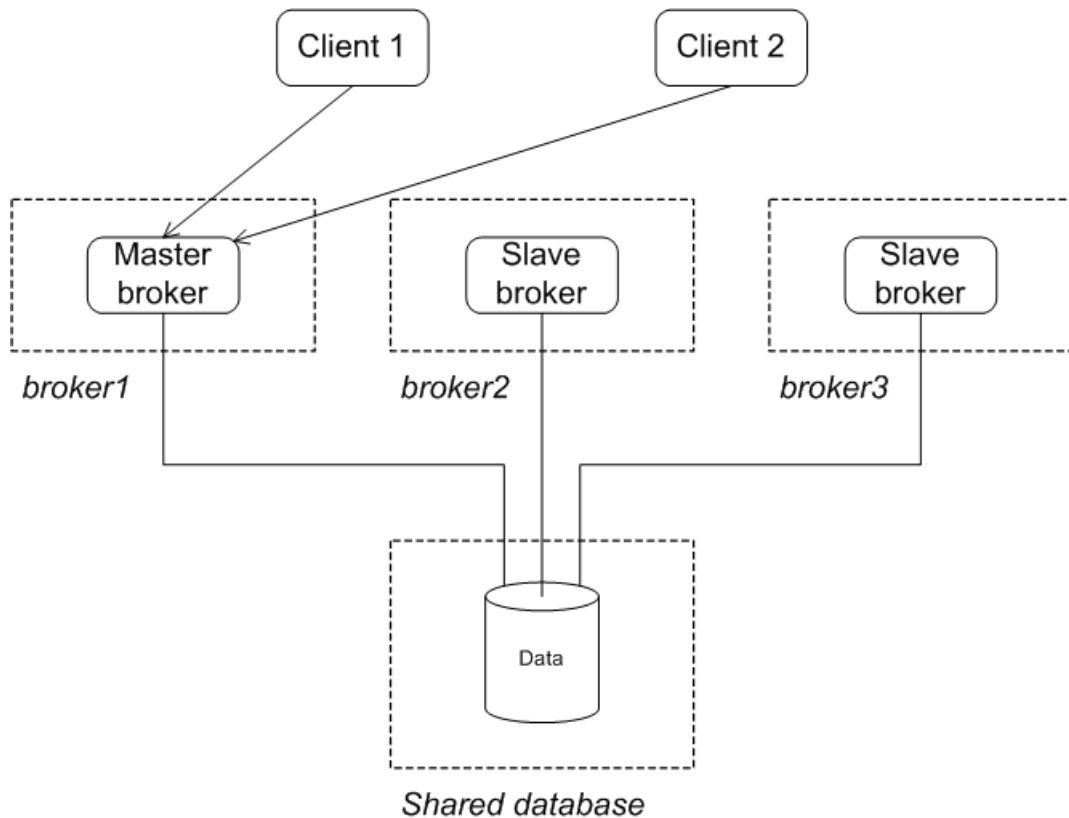 Client 1
Client 2
Master
broker
Slave
broker
Slave
broker
broker1
broker2
broker3
Data
Shared database